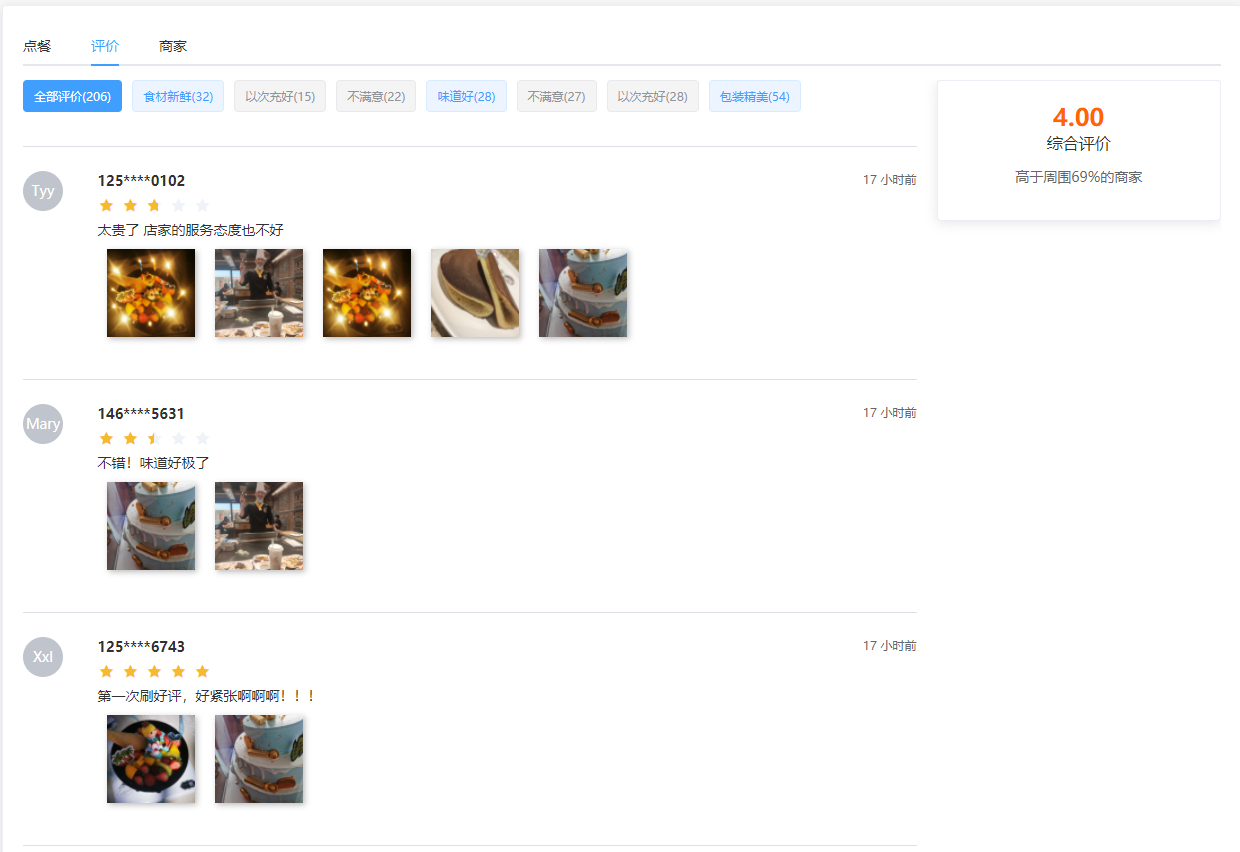 点餐 评价 商家
全部评价(206) 食材新鲜(32) 以次充好(15) 不满意(22) 味道好(28) 不满意(27) 以次充好(28) 包装精美(54)
4.00
综合评价
高于周围69%的商家
Tyy 125****0102 17 小时前
太贵了 店家的服务态度也不好
Mary 146****5631 17 小时前
不错！味道好极了
Xxl 125****6743 17 小时前
第一次刷好评，好紧张啊啊啊！！！